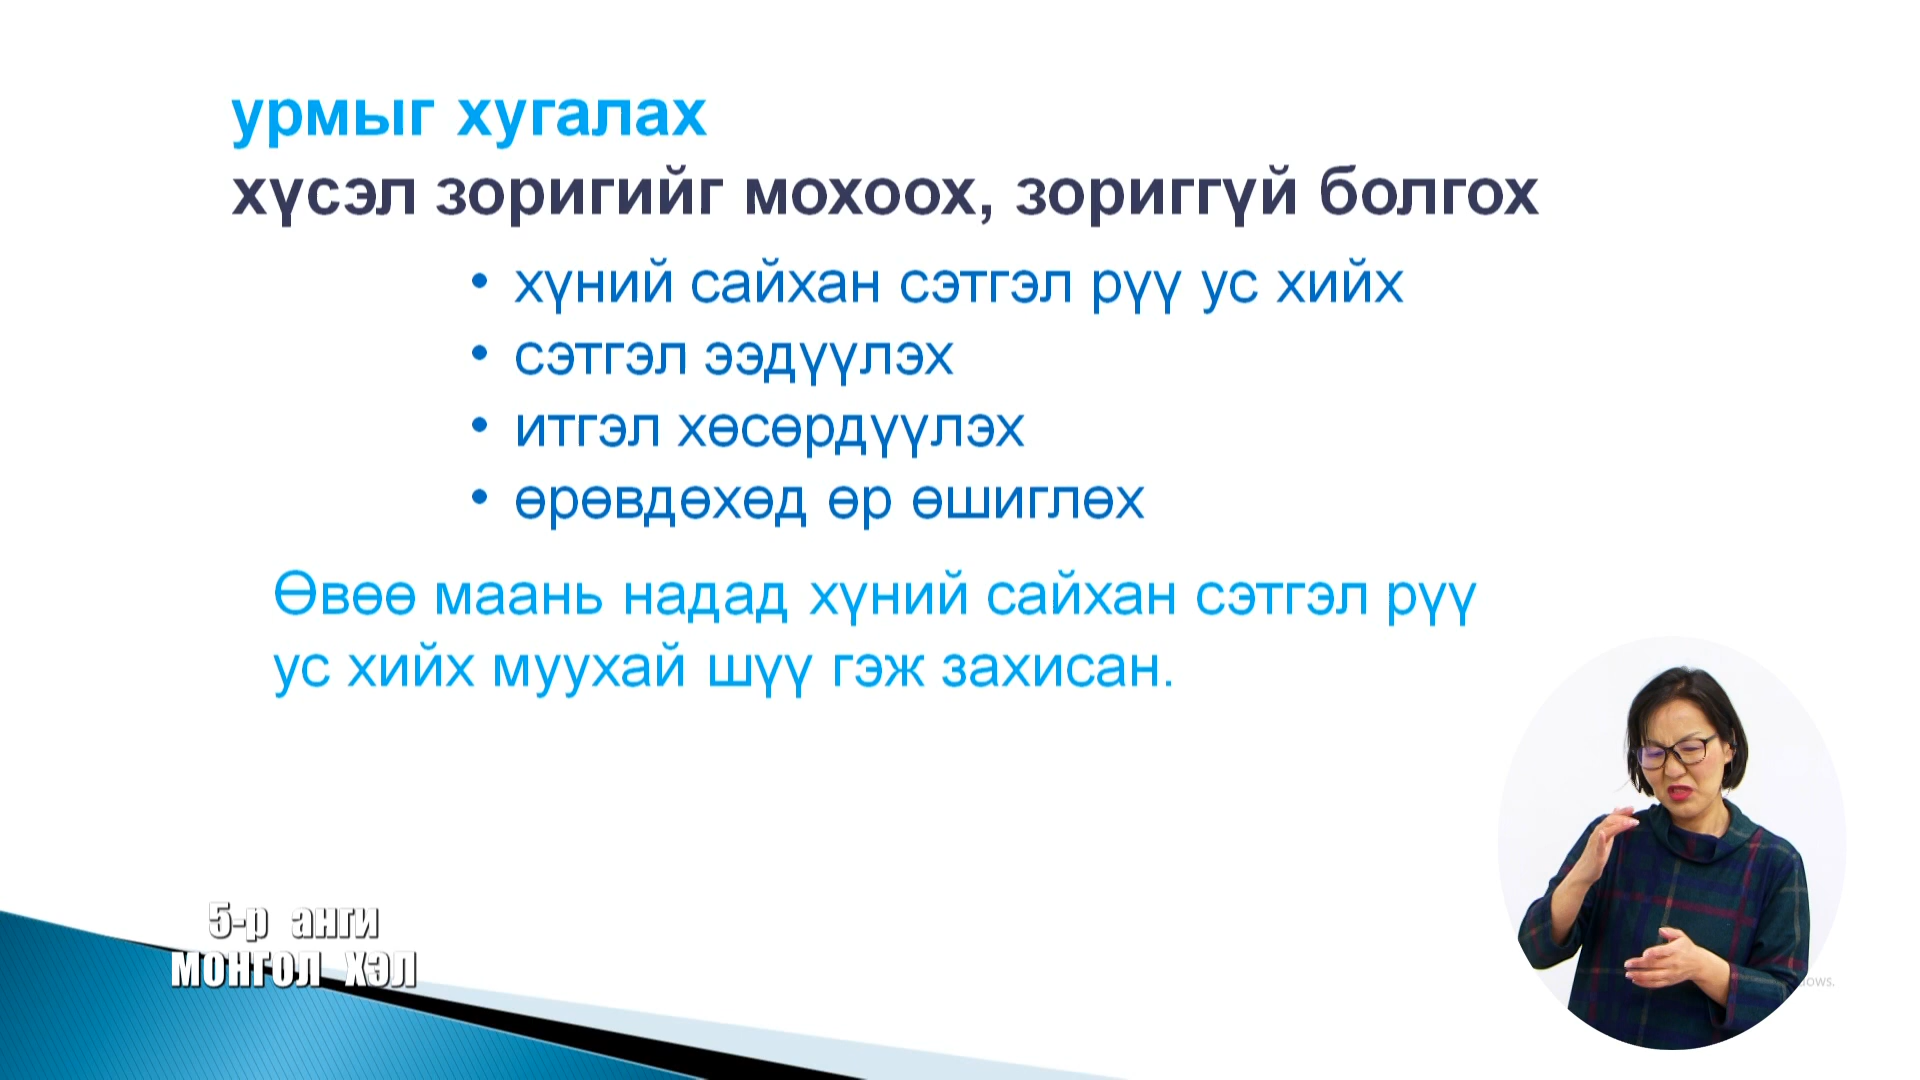 урмыг хугалах
хүсэл зоригийг мохоох, зориггүй болгох
• хүний сайхан сэтгэл рүү ус хийх
• сэтгэл ээдүүлэх
• итгэл хөсөрдүүлэх
• өрөвдөхөд өр өшиглөх
Өвөө маань надад хүний сайхан сэтгэл рүү
ус хийх муухай шүү гэж захисан.
5-р анги
МОНГОЛ ХЭЛ